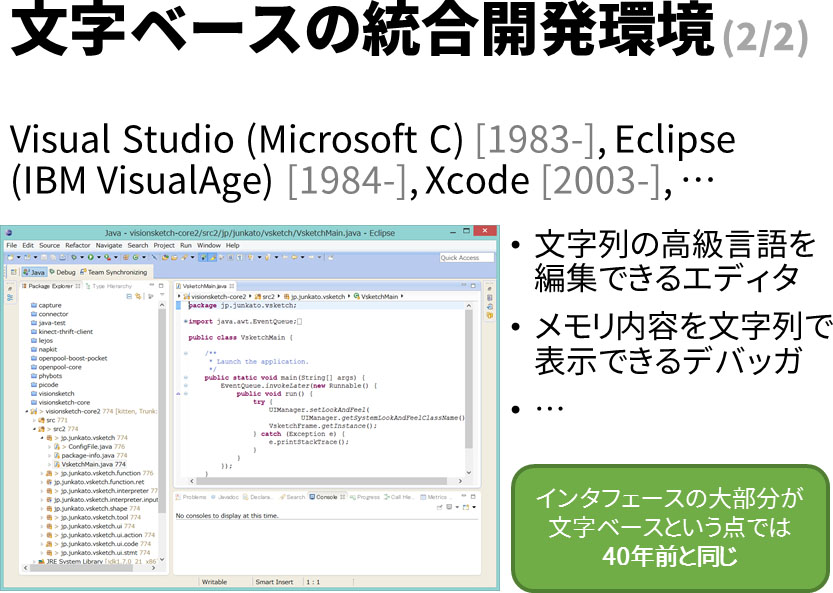 文字ベースの統合開発環境(2/2)
Visual Studio (Microsoft C) [1983-], Eclipse
(IBM VisualAge) [1984-], Xcode [2003-], …
Java - visionsketch-core2/src2/jp/junkato/vsketch/VsketchMain.java - Eclipse
File Edit Source Refactor Navigate Search Project Run Window Help
Quick Access
Java Debug Team Synchronizing
Package Explorer Type Hierarchy
capture
connector
java-test
kinect-thrift-client
lejos
napkit
openpool-boost-pocket
openpool-core
phybots
picode
visionsketch
visionsketch-core
> visionsketch-core2 774 [kitten, Trunk:
src 771
> src2 774
> jp.junkato.vsketch 774
> ConfigFile.java 776
package-info.java 774
VsketchMain.java 774
jp.junkato.vsketch.function 774
jp.junkato.vsketch.function.ret
jp.junkato.vsketch.interpreter 77
jp.junkato.vsketch.interpreter.input
jp.junkato.vsketch.shape 774
jp.junkato.vsketch.tool 774
jp.junkato.vsketch.ui 774
jp.junkato.vsketch.ui.action 774
jp.junkato.vsketch.ui.code 774
jp.junkato.vsketch.ui.stmt 774
JRE System Library [jdk1.7.0_21_x86
VsketchMain.java
visionsketch-core2 src2 jp.junkato.vsketch VsketchMain
package jp.junkato.vsketch;
import java.awt.EventQueue;
public class VsketchMain {
/**
* Launch the application.
*/
public static void main(String[] args) {
EventQueue.invokeLater(new Runnable() {
public void run() {
try {
UIManager.setLookAndFeel(
UIManager.getSystemLookAndFeelClassName()
VsketchFrame.getInstance();
} catch (Exception e) {
e.printStackTrace();
}
}
});
}
Problems Javadoc Declara.. Search Console Progress Call Hie.. Metrics
No consoles to display at this time.
Writable Smart Insert 1 : 1
• 文字列の高級言語を
編集できるエディタ
• メモリ内容を文字列で
表示できるデバッガ
• …
インタフェースの大部分が
文字ベースという点では
40年前と同じ